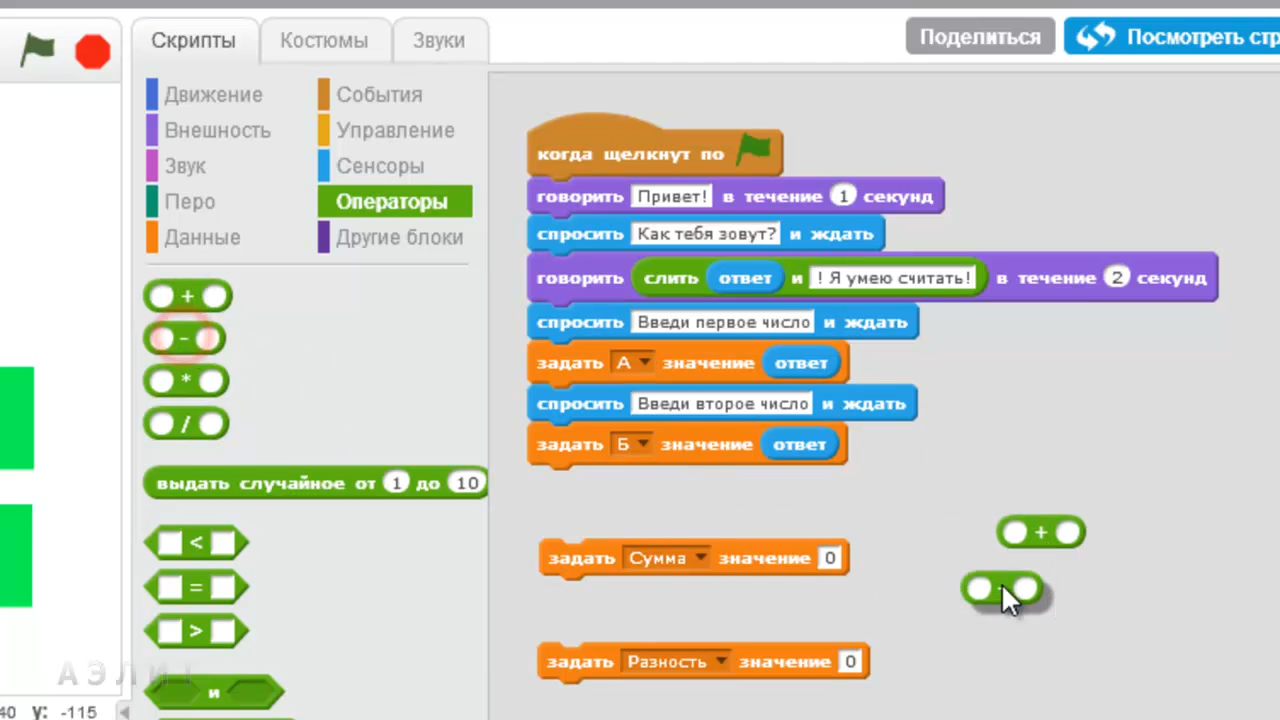 Скрипты Костюмы Звуки Поделиться Посмотреть стр
Движение События
Внешность Управление
Звук Сенсоры
Перо Операторы
Данные Другие блоки
+
-
*
/
выдать случайное от 1 до 10
<
=
>
и
когда щелкнут по
говорить Привет! в течение 1 секунд
спросить Как тебя зовут? и ждать
говорить слить ответ и ! Я умею считать! в течение 2 секунд
спросить Введи первое число и ждать
задать А значение ответ
спросить Введи второе число и ждать
задать Б значение ответ
+
задать Сумма значение 0
задать Разность значение 0
40 y: -115